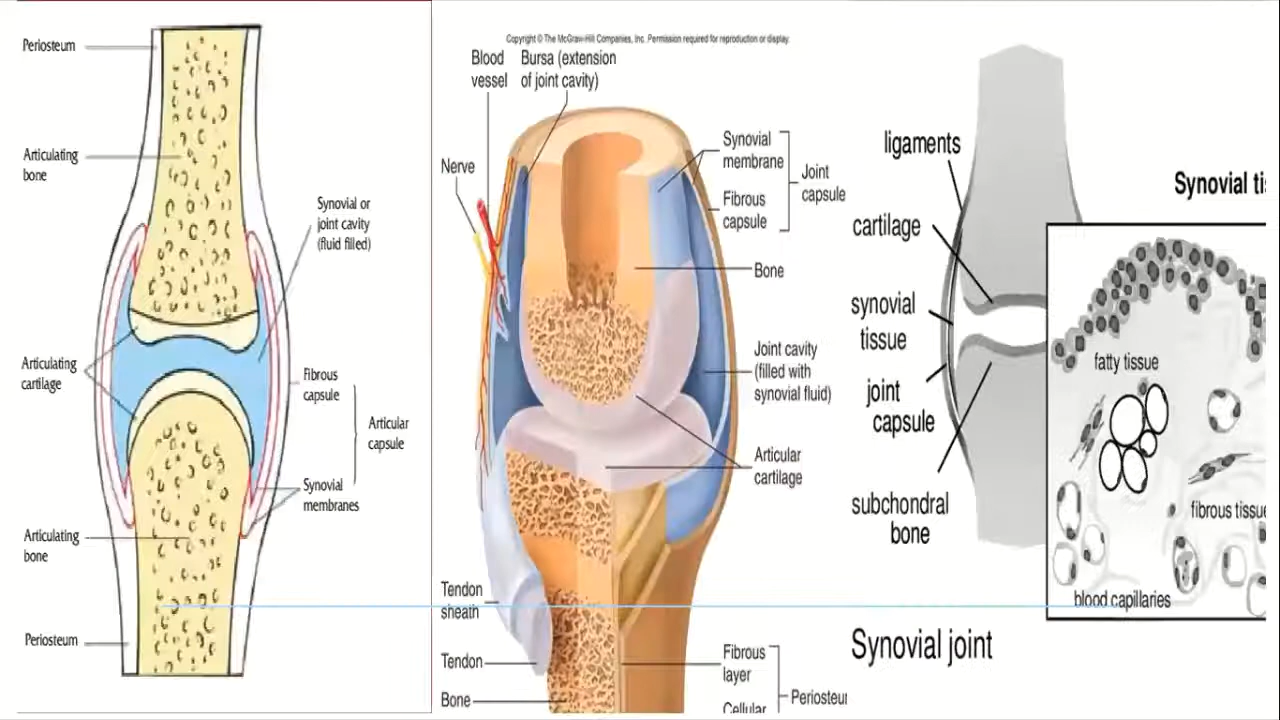 Periosteum
Articulating
bone
Synovial or
joint cavity
(fluid filled)
Articulating
cartilage
Fibrous
capsule
Articular
capsule
Synovial
membranes
Articulating
bone
Periosteum
Copyright © The McGraw-Hill Companies, Inc. Permission required for reproduction or display.
Blood
vessel
Bursa (extension
of joint cavity)
Nerve
Synovial
membrane
Joint
capsule
Fibrous
capsule
Bone
Joint cavity
(filled with
synovial fluid)
Articular
cartilage
Tendon
sheath
Tendon
Bone
Fibrous
layer
Periosteu
Cellular
ligaments
cartilage
synovial
tissue
joint
capsule
subchondral
bone
Synovial joint
Synovial ti
fatty tissue
fibrous tissue
blood capillaries